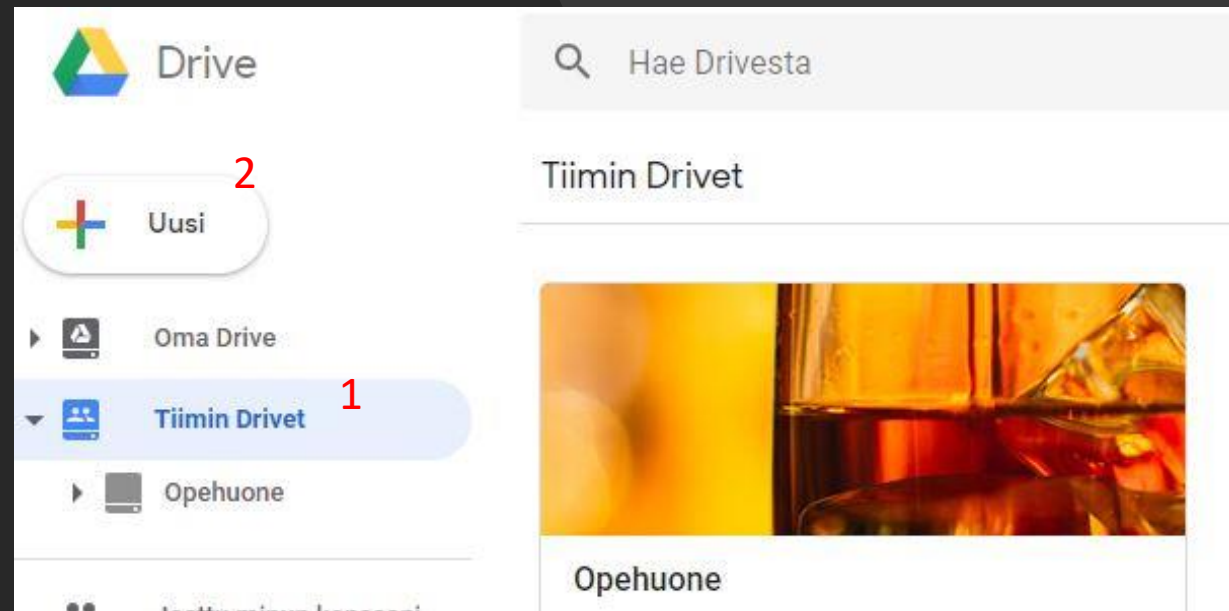 Drive
Hae Drivesta
2
Uusi
Tiimin Drivet
Oma Drive
Tiimin Drivet 1
Opehuone
Opehuone